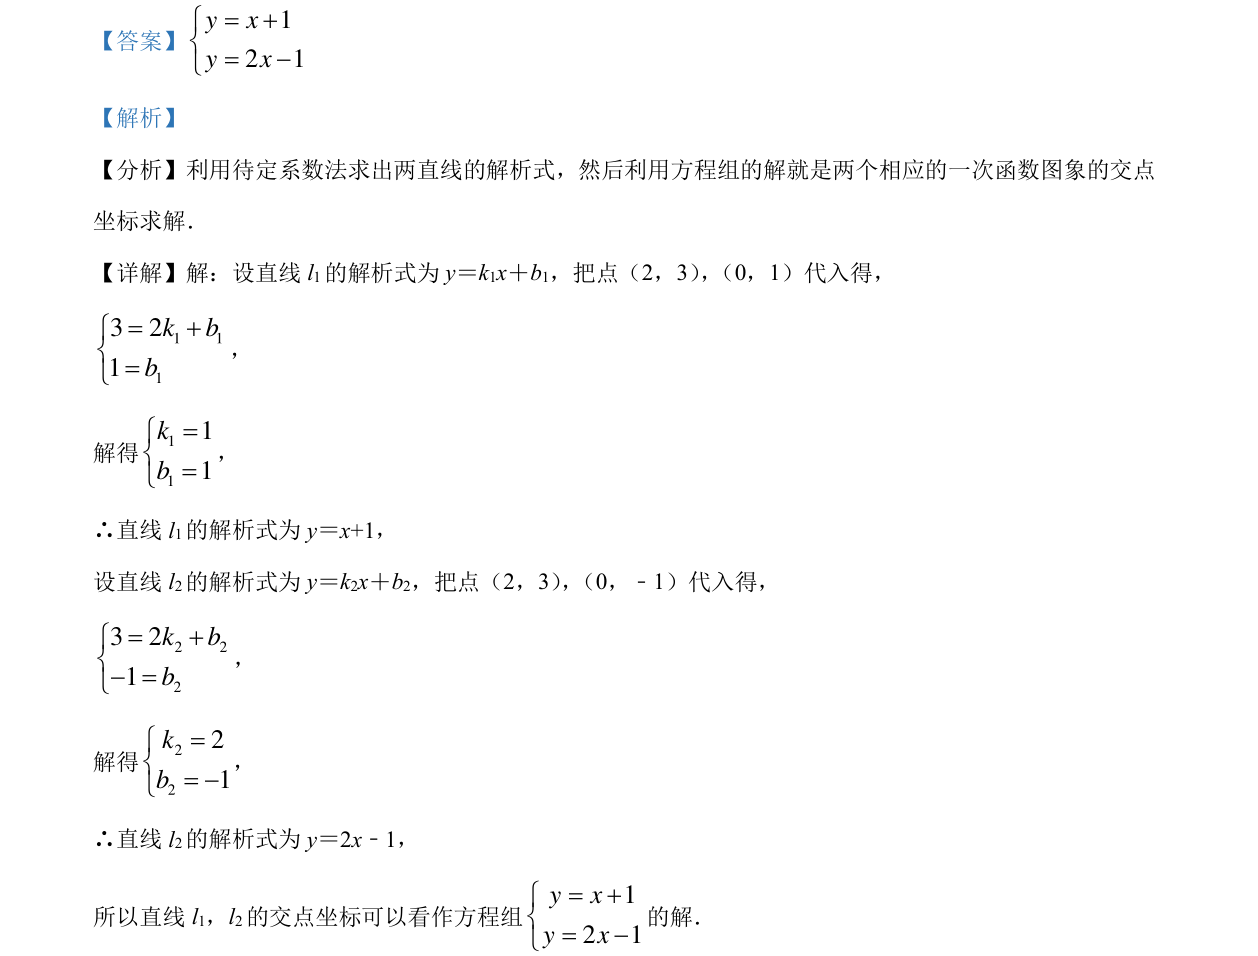 【答案】{y = x+1
y = 2x−1
【解析】
【分析】利用待定系数法求出两直线的解析式，然后利用方程组的解就是两个相应的一次函数图象的交点
坐标求解．
【详解】解：设直线 l₁ 的解析式为 y＝k₁x＋b₁，把点（2，3），（0，1）代入得，
{3 = 2k₁ + b₁
1 = b₁ ，
解得{k₁ = 1
b₁ = 1，
∴直线 l₁ 的解析式为 y＝x+1，
设直线 l₂ 的解析式为 y＝k₂x＋b₂，把点（2，3），（0，﹣1）代入得，
{3 = 2k₂ + b₂
−1 = b₂ ，
解得{k₂ = 2
b₂ = −1，
∴直线 l₂ 的解析式为 y＝2x﹣1，
所以直线 l₁，l₂ 的交点坐标可以看作方程组{y = x+1
y = 2x−1 的解．